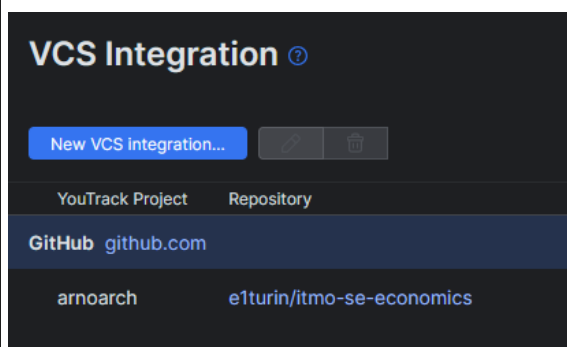 VCS Integration ?
New VCS integration...
YouTrack Project Repository
GitHub github.com
arnoarch e1turin/itmo-se-economics